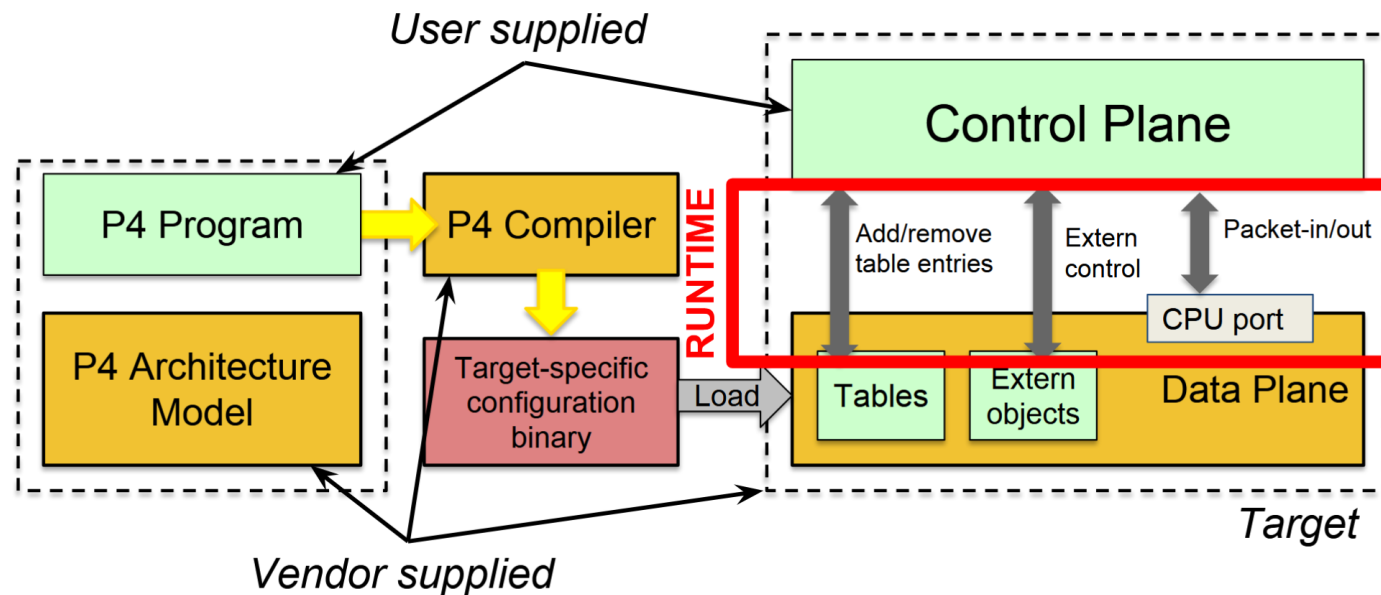 User supplied
Control Plane
P4 Program
P4 Compiler
RUNTIME
Add/remove
table entries
Extern
control
Packet-in/out
CPU port
P4 Architecture
Model
Target-specific
configuration
binary
Load
Tables
Extern
objects
Data Plane
Target
Vendor supplied